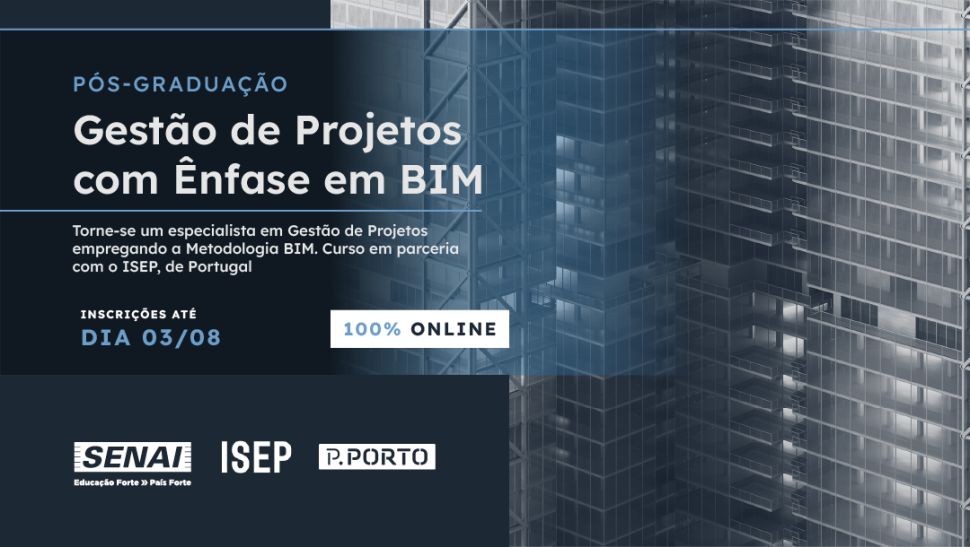 PÓS-GRADUAÇÃO
Gestão de Projetos
com Ênfase em BIM
Torne-se um especialista em Gestão de Projetos
empregando a Metodologia BIM. Curso em parceria
com o ISEP, de Portugal
INSCRIÇÕES ATÉ
DIA 03/08
100% ONLINE
SENAI
Educação Forte » País Forte
ISEP
P.PORTO